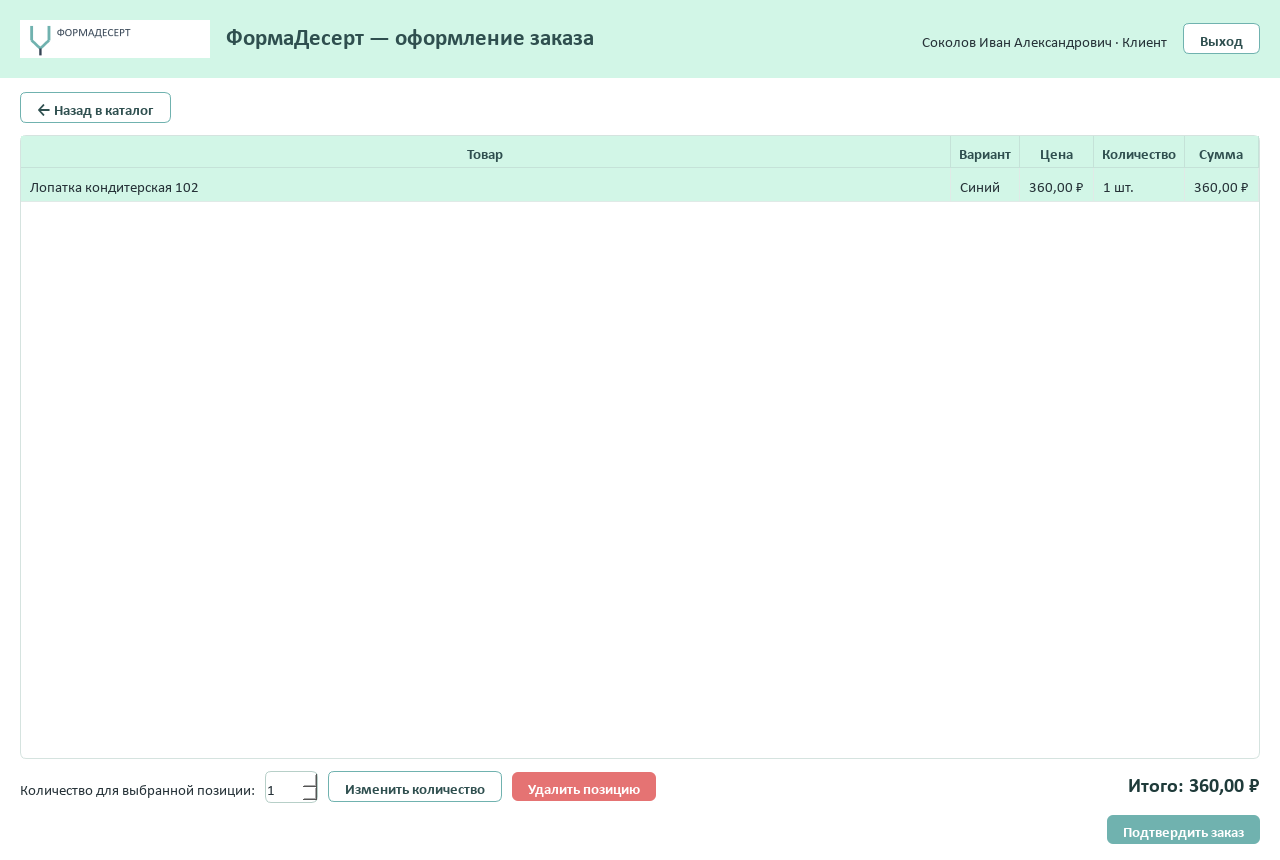 ФОРМАДЕСЕРТ
ФормаДесерт — оформление заказа
Соколов Иван Александрович · Клиент
Выход
← Назад в каталог
Товар Вариант Цена Количество Сумма
Лопатка кондитерская 102 Синий 360,00 ₽ 1 шт. 360,00 ₽
Количество для выбранной позиции: 1 Изменить количество Удалить позицию
Итого: 360,00 ₽
Подтвердить заказ